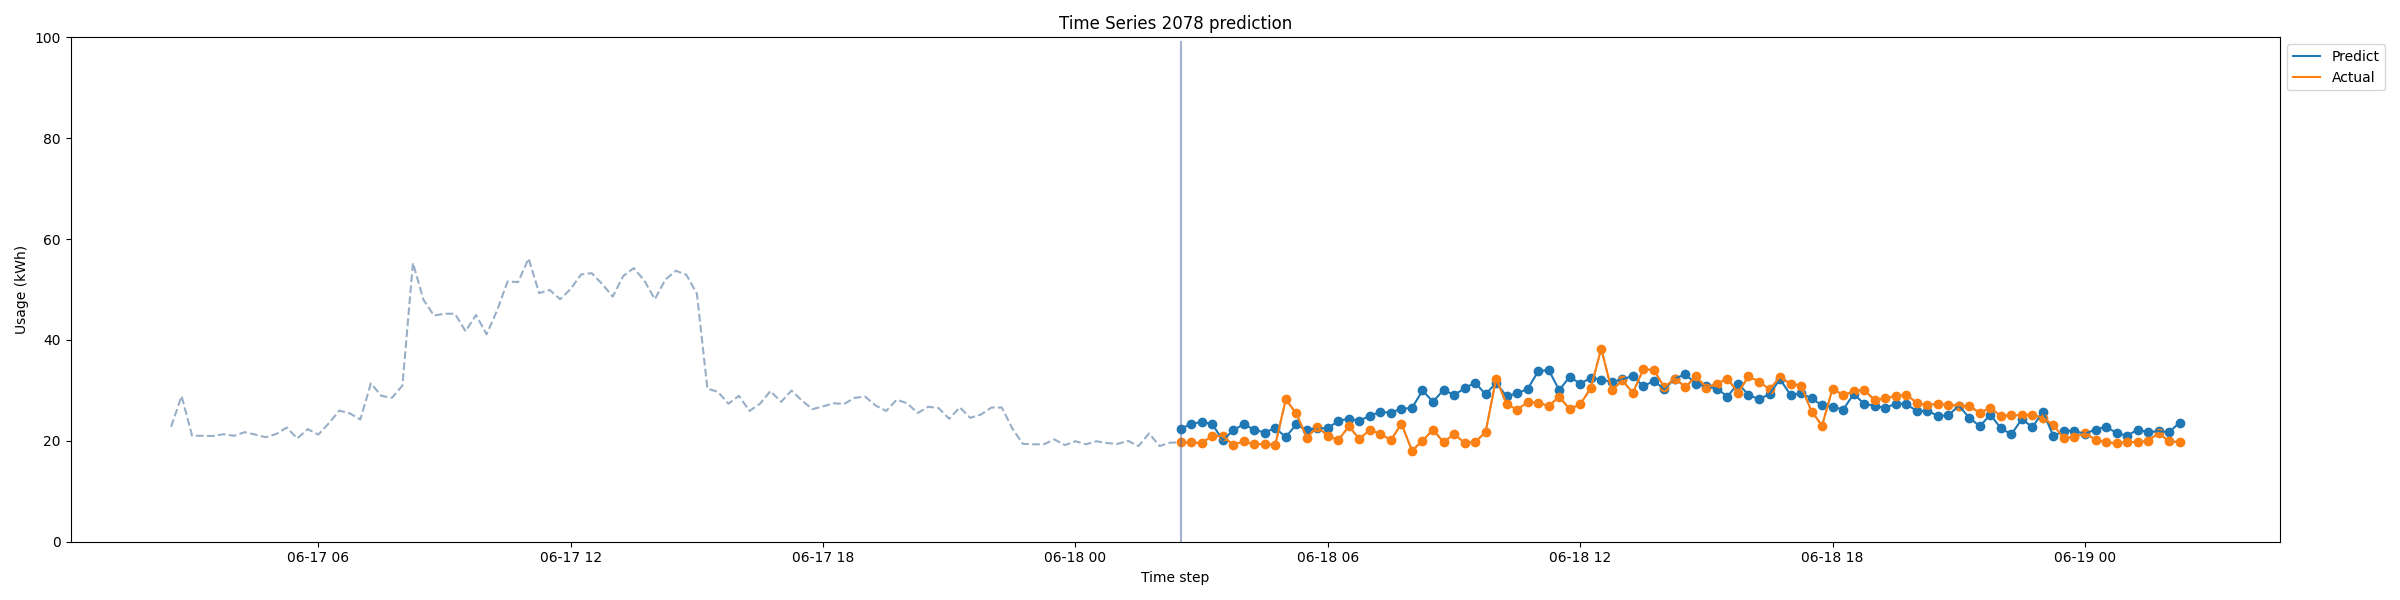 Time Series 2078 prediction
Predict
Actual
100
80
60
40
20
0
Usage (kWh)
06-17 06
06-17 12
06-17 18
06-18 00
06-18 06
06-18 12
06-18 18
06-19 00
Time step